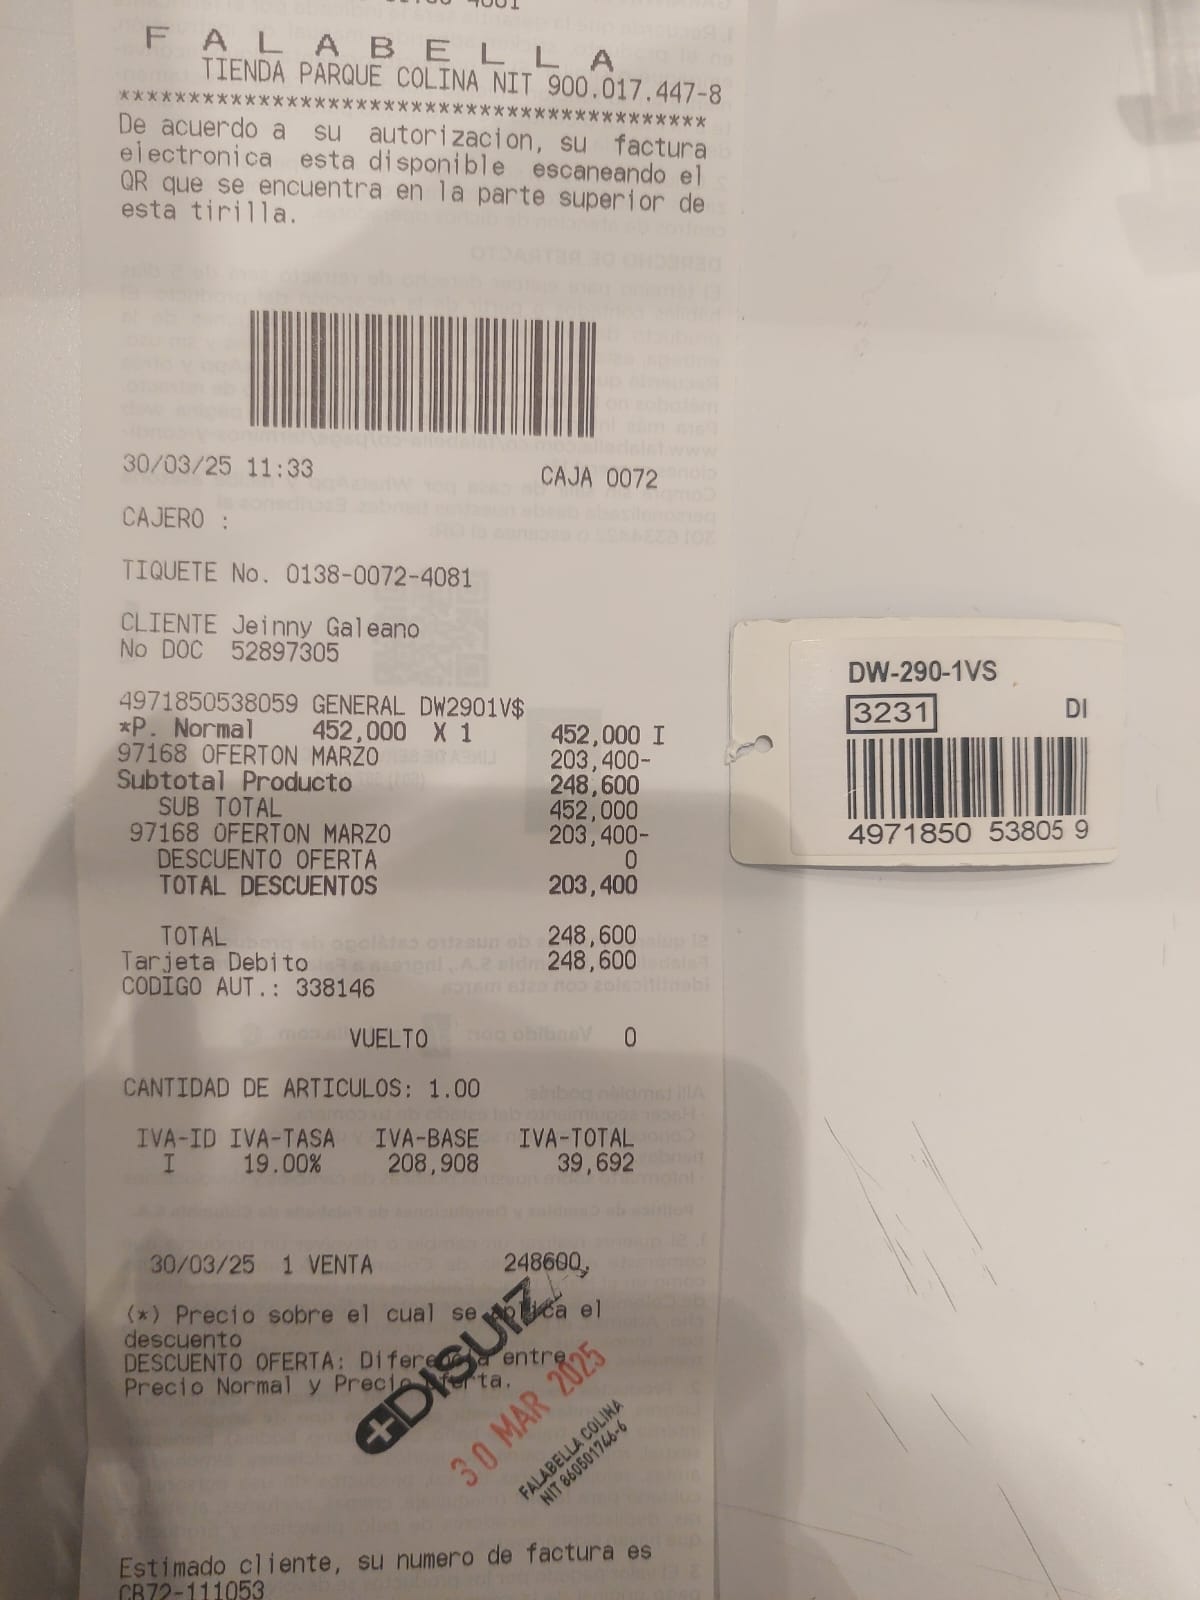 F A L A B E L L A
TIENDA PARQUE COLINA NIT 900.017.447-8
******************************************
De acuerdo a su autorizacion, su factura
electronica esta disponible escaneando el
QR que se encuentra en la parte superior de
esta tirilla.
30/03/25 11:33 CAJA 0072
CAJERO :
TIQUETE No. 0138-0072-4081
CLIENTE Jeinny Galeano
No DOC 52897305
4971850538059 GENERAL DW2901V$
*P. Normal 452,000 X 1 452,000 I
97168 OFERTON MARZO 203,400-
Subtotal Producto 248,600
SUB TOTAL 452,000
97168 OFERTON MARZO 203,400-
DESCUENTO OFERTA 0
TOTAL DESCUENTOS 203,400
TOTAL 248,600
Tarjeta Debito 248,600
CODIGO AUT.: 338146
VUELTO 0
CANTIDAD DE ARTICULOS: 1.00
IVA-ID IVA-TASA IVA-BASE IVA-TOTAL
I 19.00% 208,908 39,692
30/03/25 1 VENTA 248600,
(*) Precio sobre el cual se aplica el
descuento
DESCUENTO OFERTA: Diferencia entre
Precio Normal y Precio Oferta.
DISUIZ
30 MAR 2025
FALABELLA COLINA
NIT 860501746-6
Estimado cliente, su numero de factura es
CB72-111053
DW-290-1VS
3231 DI
4971850 53805 9